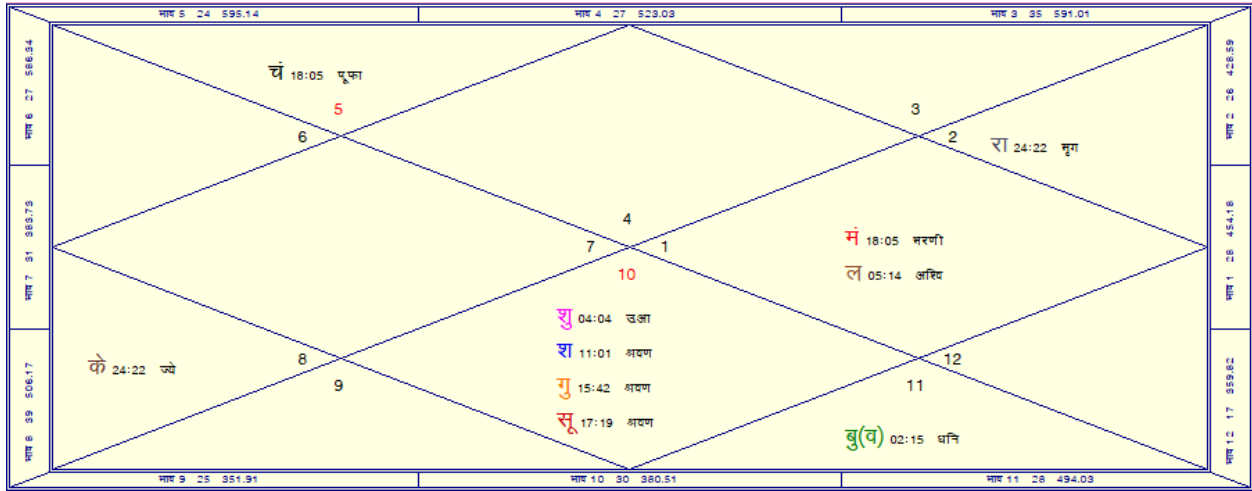 भाव 5 24 595.14
भाव 4 27 523.03
भाव 3 35 591.01
भाव 6 27 586.34
भाव 2 26 428.59
चं 18:05 पूफा
5
6
3
2
रा 24:22 मृग
भाव 7 31 383.73
4
7 1
10
मं 18:05 भरणी
ल 05:14 अश्वि
भाव 1 28 454.18
शु 04:04 उआ
श 11:01 श्रवण
गु 15:42 श्रवण
सू 17:19 श्रवण
के 24:22 ज्ये
8
9
12
11
बु(व) 02:15 धनि
भाव 8 39 506.17
भाव 12 17 359.82
भाव 9 25 351.91
भाव 10 30 380.51
भाव 11 28 494.03